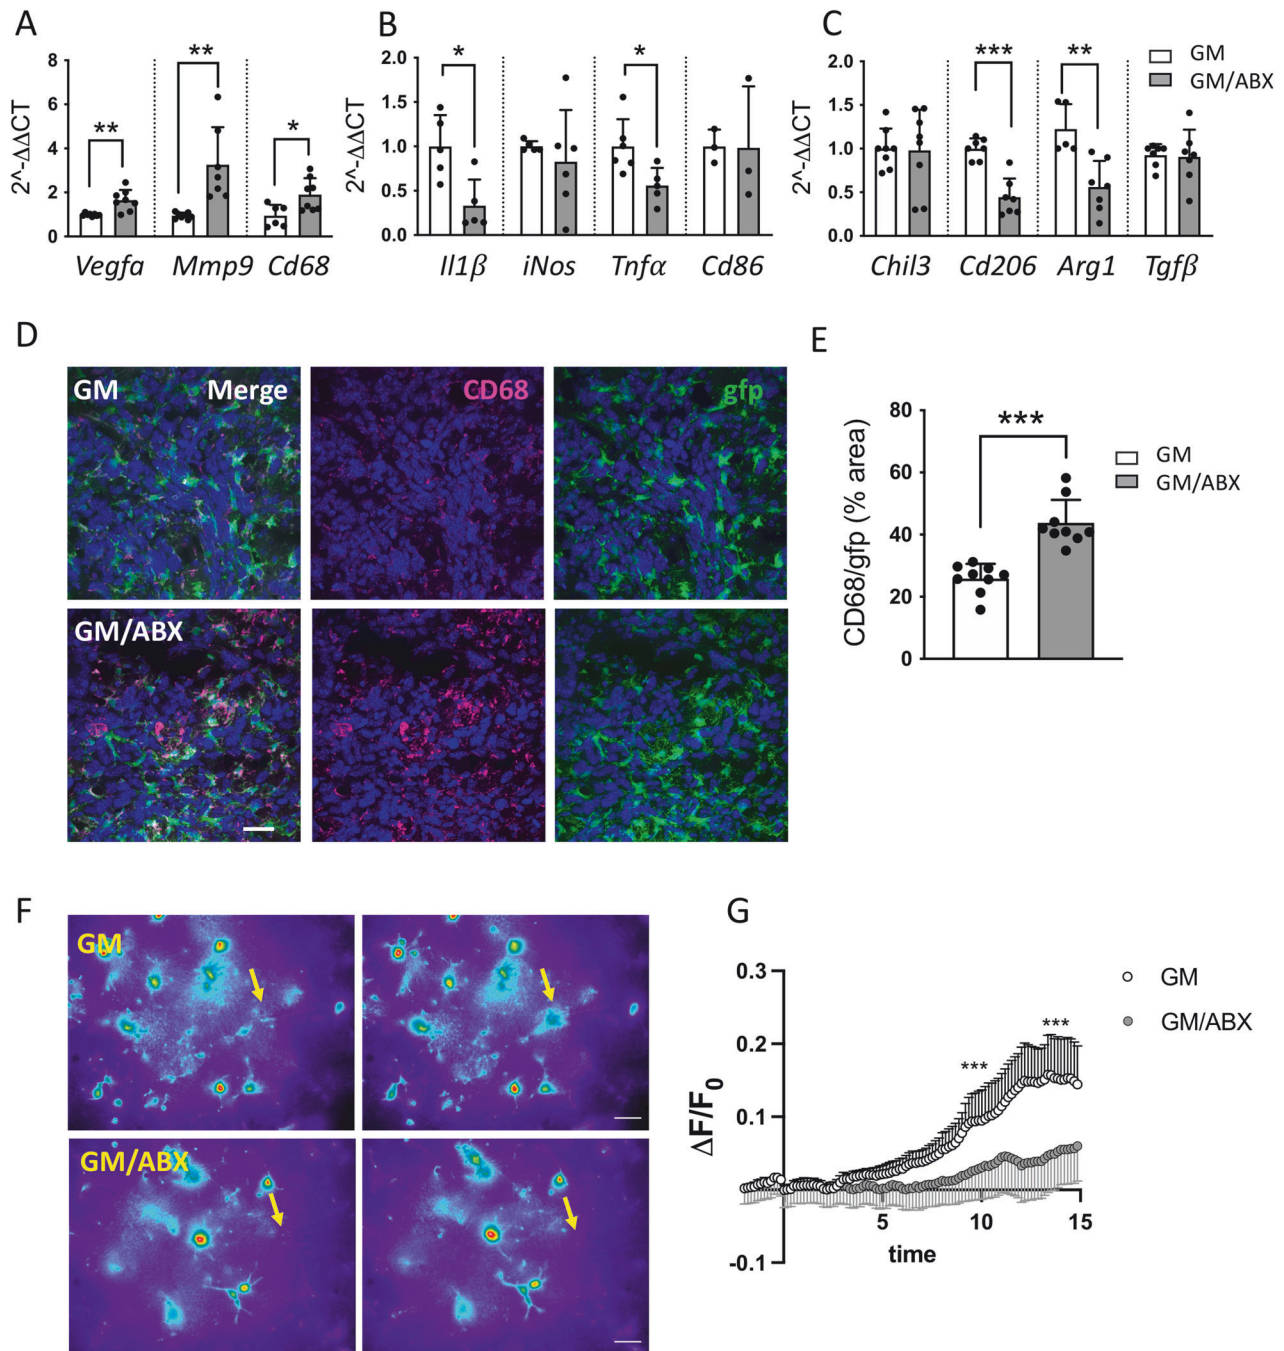 A
2^-ΔΔCT
8
6
4
2
0
**
**
*
Vegfa Mmp9 Cd68
B
2^-ΔΔCT
2.0
1.5
1.0
0.5
0.0
*
*
Il1β iNos Tnfα Cd86
C
2^-ΔΔCT
2.0
1.5
1.0
0.5
0.0
***
**
GM
GM/ABX
Chil3 Cd206 Arg1 Tgfβ
D
GM Merge CD68 gfp
GM/ABX
E
CD68/gfp (% area)
80
60
40
20
0
***
GM
GM/ABX
F
GM
GM/ABX
G
ΔF/F0
0.3
0.2
0.1
-0.1
***
***
5 10 15
time
GM
GM/ABX